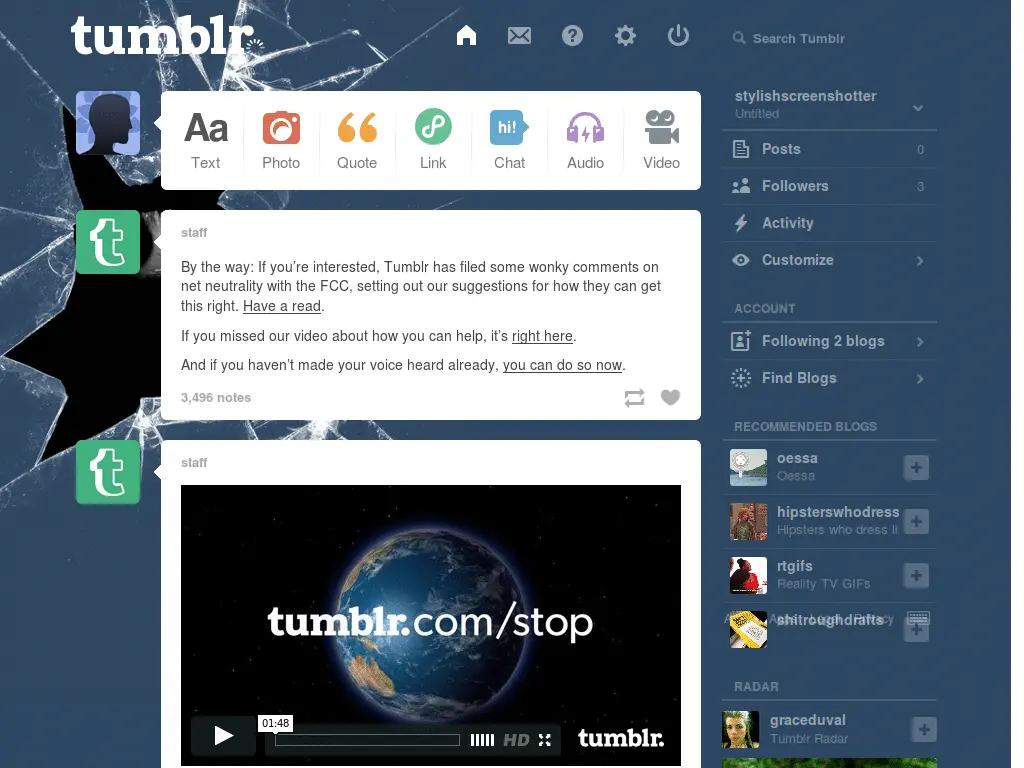 tumblr.
Search Tumblr
Aa
Text
Photo
Quote
Link
hi!
Chat
Audio
Video
staff
By the way: If you're interested, Tumblr has filed some wonky comments on
net neutrality with the FCC, setting out our suggestions for how they can get
this right. Have a read.
If you missed our video about how you can help, it's right here.
And if you haven't made your voice heard already, you can do so now.
3,496 notes
staff
tumblr.com/stop
01:48
HD
tumblr.
stylishscreenshotter
Untitled
Posts 0
Followers 3
Activity
Customize
ACCOUNT
Following 2 blogs
Find Blogs
RECOMMENDED BLOGS
oessa
Oessa
hipsterswhodress
Hipsters who dress li
rtgifs
Reality TV GIFs
shitroughdrafts
Privacy
RADAR
graceduval
Tumblr Radar